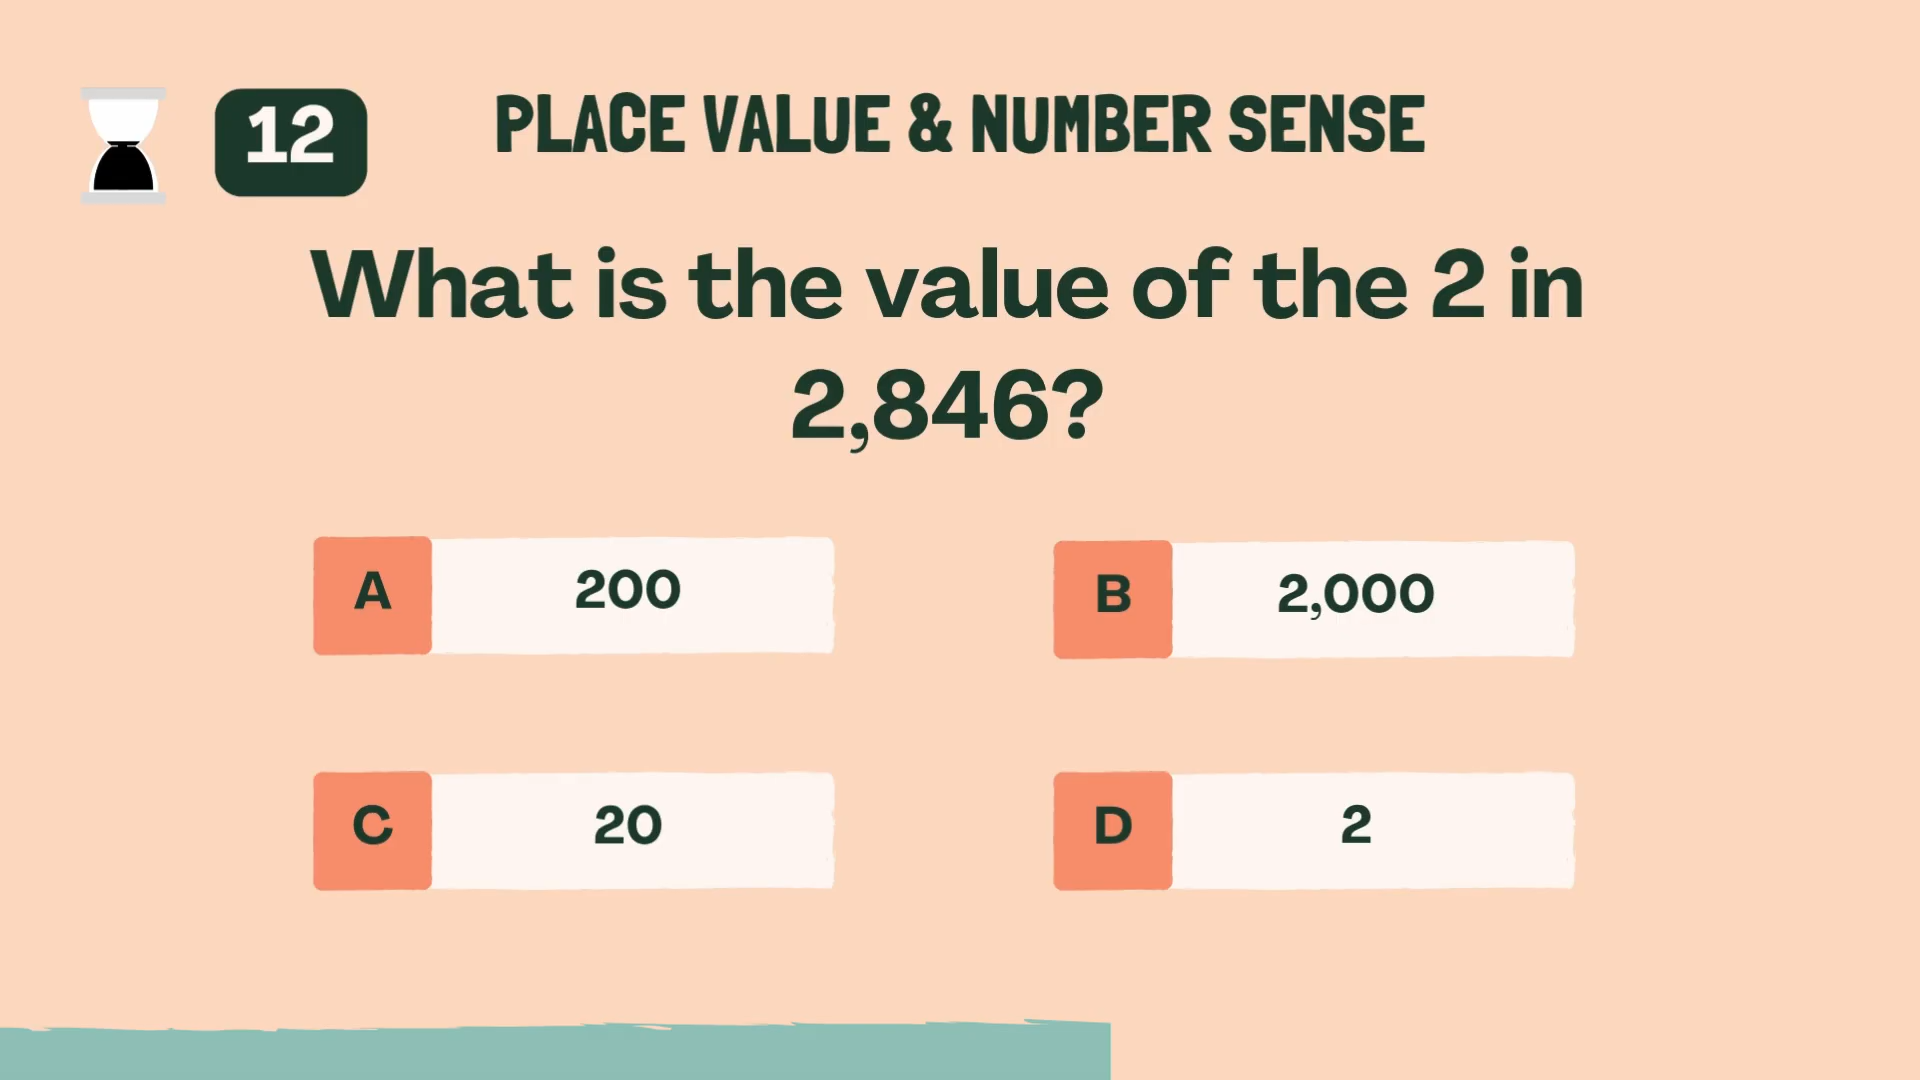 12
PLACE VALUE & NUMBER SENSE
What is the value of the 2 in
2,846?
A 200
B 2,000
C 20
D 2